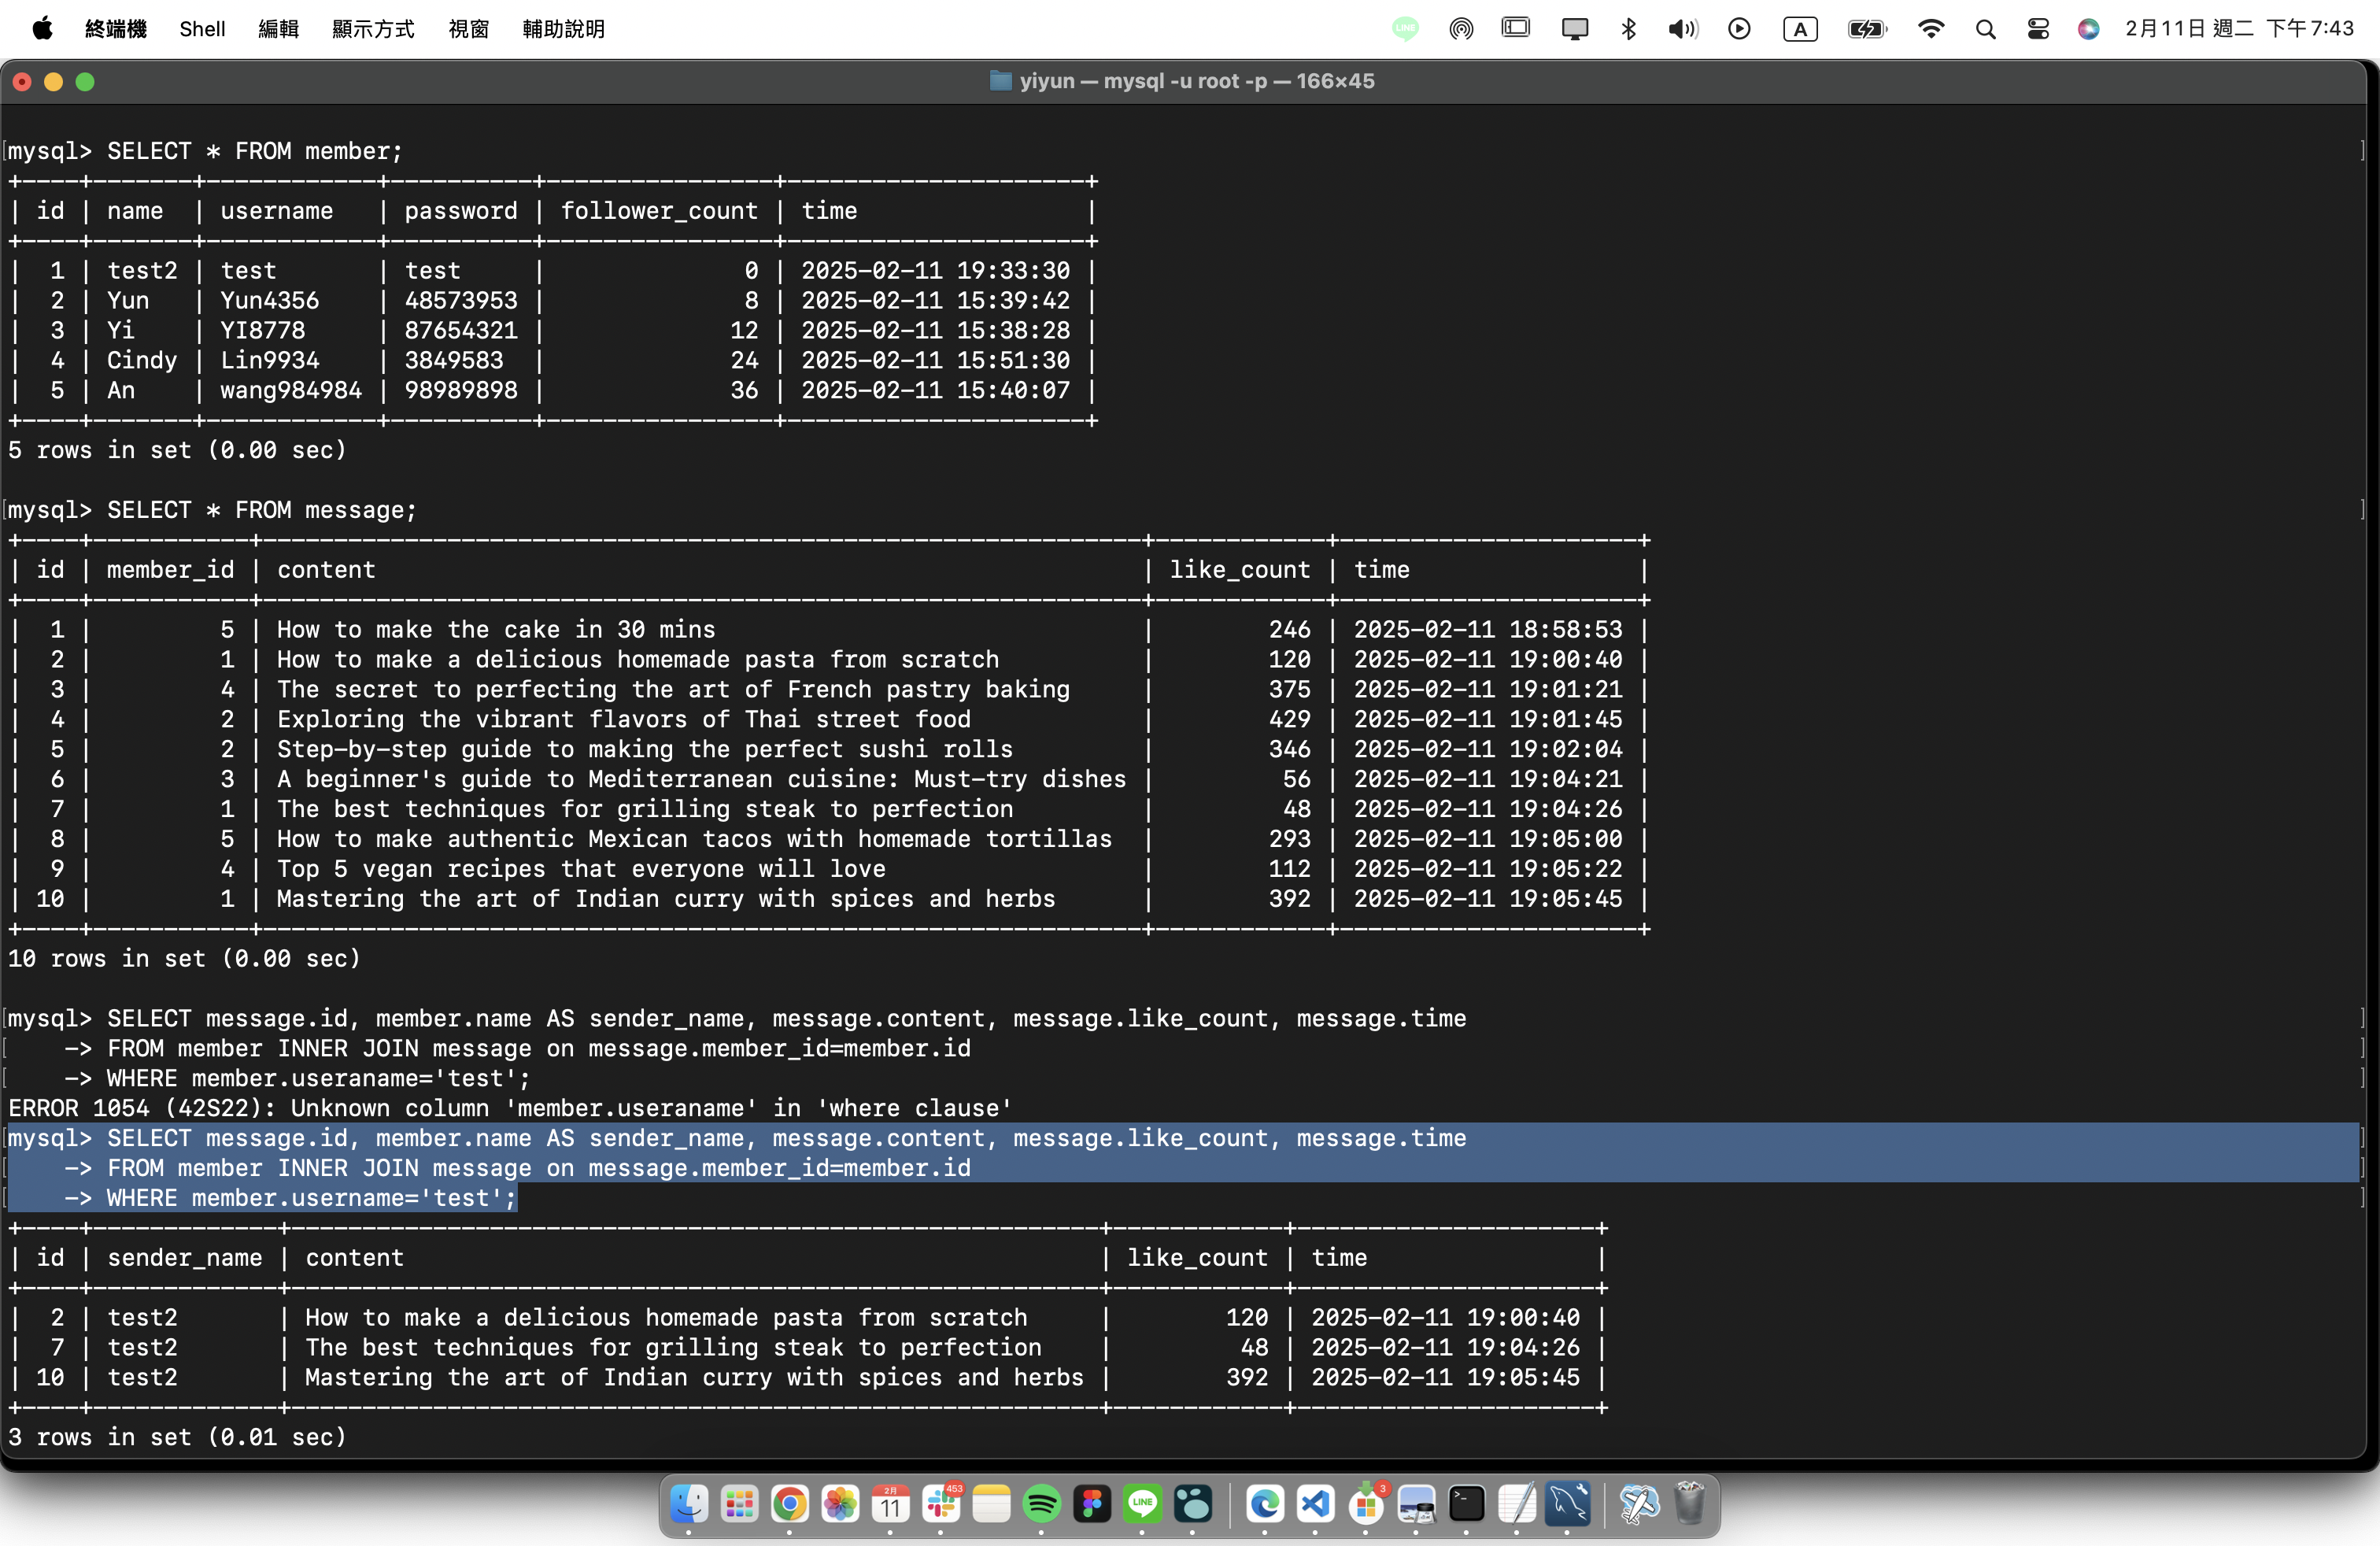 終端機 Shell 編輯 顯示方式 視窗 輔助說明 LINE A 2月11日 週二 下午7:43
yiyun — mysql -u root -p — 166×45
mysql> SELECT * FROM member;
+----+-------+------------+----------+----------------+---------------------+
| id | name  | username   | password | follower_count | time                |
+----+-------+------------+----------+----------------+---------------------+
|  1 | test2 | test       | test     |              0 | 2025-02-11 19:33:30 |
|  2 | Yun   | Yun4356    | 48573953 |              8 | 2025-02-11 15:39:42 |
|  3 | Yi    | YI8778     | 87654321 |             12 | 2025-02-11 15:38:28 |
|  4 | Cindy | Lin9934    | 3849583  |             24 | 2025-02-11 15:51:30 |
|  5 | An    | wang984984 | 98989898 |             36 | 2025-02-11 15:40:07 |
+----+-------+------------+----------+----------------+---------------------+
5 rows in set (0.00 sec)
mysql> SELECT * FROM message;
+----+-----------+--------------------------------------------------------------+------------+---------------------+
| id | member_id | content                                                      | like_count | time                |
+----+-----------+--------------------------------------------------------------+------------+---------------------+
|  1 |         5 | How to make the cake in 30 mins                              |        246 | 2025-02-11 18:58:53 |
|  2 |         1 | How to make a delicious homemade pasta from scratch          |        120 | 2025-02-11 19:00:40 |
|  3 |         4 | The secret to perfecting the art of French pastry baking     |        375 | 2025-02-11 19:01:21 |
|  4 |         2 | Exploring the vibrant flavors of Thai street food            |        429 | 2025-02-11 19:01:45 |
|  5 |         2 | Step-by-step guide to making the perfect sushi rolls         |        346 | 2025-02-11 19:02:04 |
|  6 |         3 | A beginner's guide to Mediterranean cuisine: Must-try dishes |         56 | 2025-02-11 19:04:21 |
|  7 |         1 | The best techniques for grilling steak to perfection         |         48 | 2025-02-11 19:04:26 |
|  8 |         5 | How to make authentic Mexican tacos with homemade tortillas  |        293 | 2025-02-11 19:05:00 |
|  9 |         4 | Top 5 vegan recipes that everyone will love                  |        112 | 2025-02-11 19:05:22 |
| 10 |         1 | Mastering the art of Indian curry with spices and herbs      |        392 | 2025-02-11 19:05:45 |
+----+-----------+--------------------------------------------------------------+------------+---------------------+
10 rows in set (0.00 sec)
mysql> SELECT message.id, member.name AS sender_name, message.content, message.like_count, message.time
    -> FROM member INNER JOIN message on message.member_id=member.id
    -> WHERE member.useraname='test';
ERROR 1054 (42S22): Unknown column 'member.useraname' in 'where clause'
mysql> SELECT message.id, member.name AS sender_name, message.content, message.like_count, message.time
    -> FROM member INNER JOIN message on message.member_id=member.id
    -> WHERE member.username='test';
+----+-------------+---------------------------------------------------------+------------+---------------------+
| id | sender_name | content                                                 | like_count | time                |
+----+-------------+---------------------------------------------------------+------------+---------------------+
|  2 | test2       | How to make a delicious homemade pasta from scratch     |        120 | 2025-02-11 19:00:40 |
|  7 | test2       | The best techniques for grilling steak to perfection    |         48 | 2025-02-11 19:04:26 |
| 10 | test2       | Mastering the art of Indian curry with spices and herbs |        392 | 2025-02-11 19:05:45 |
+----+-------------+---------------------------------------------------------+------------+---------------------+
3 rows in set (0.01 sec)
2月 11 453 LINE 3 >_